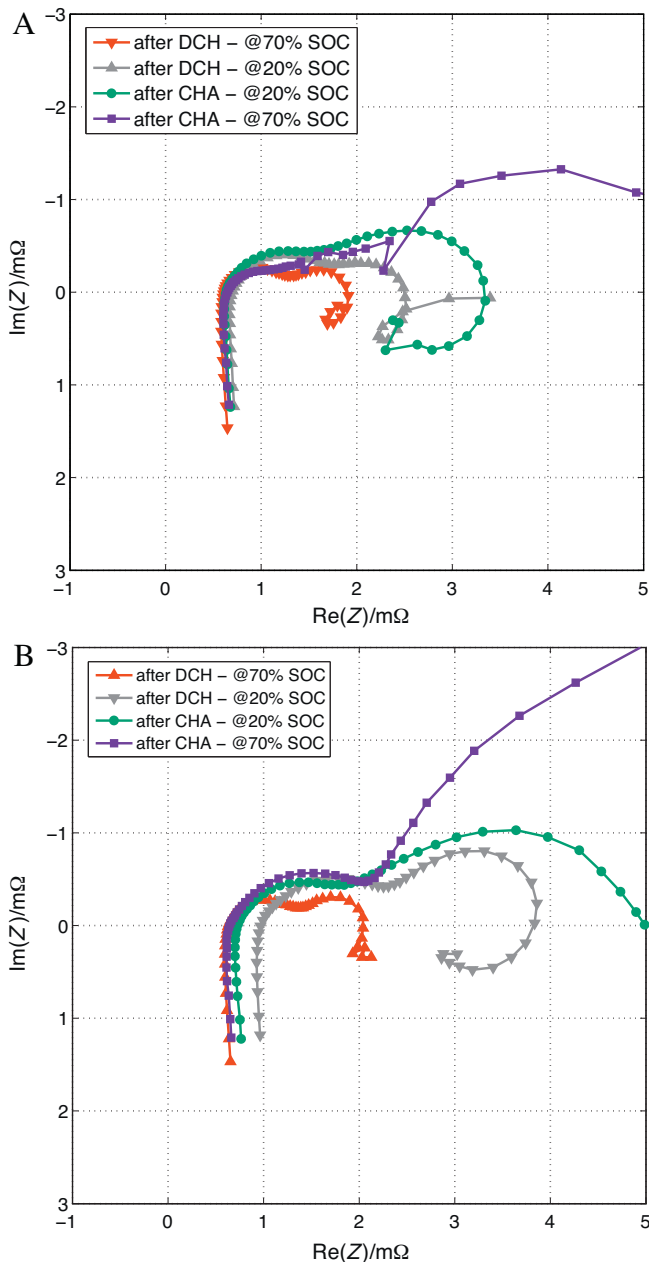 A
−3
after DCH − @70% SOC
after DCH − @20% SOC
after CHA − @20% SOC
after CHA − @70% SOC
−2
−1
0
1
2
3
Im(Z)/mΩ
−1
0
1
2
3
4
5
Re(Z)/mΩ
B
−3
after DCH − @70% SOC
after DCH − @20% SOC
after CHA − @20% SOC
after CHA − @70% SOC
−2
−1
0
1
2
3
Im(Z)/mΩ
−1
0
1
2
3
4
5
Re(Z)/mΩ